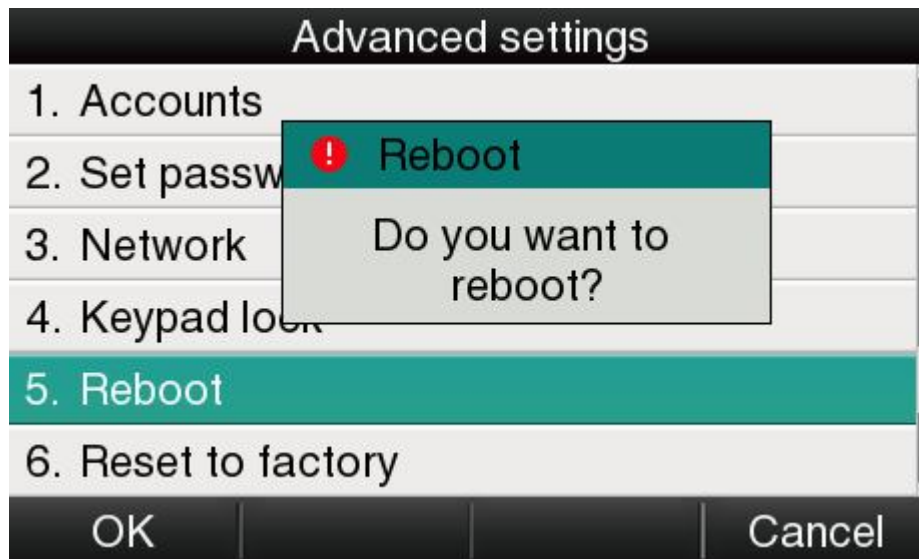 Advanced settings
1. Accounts
2. Set passw
3. Network
4. Keypad lock
5. Reboot
6. Reset to factory
! Reboot
Do you want to
reboot?
OK
Cancel